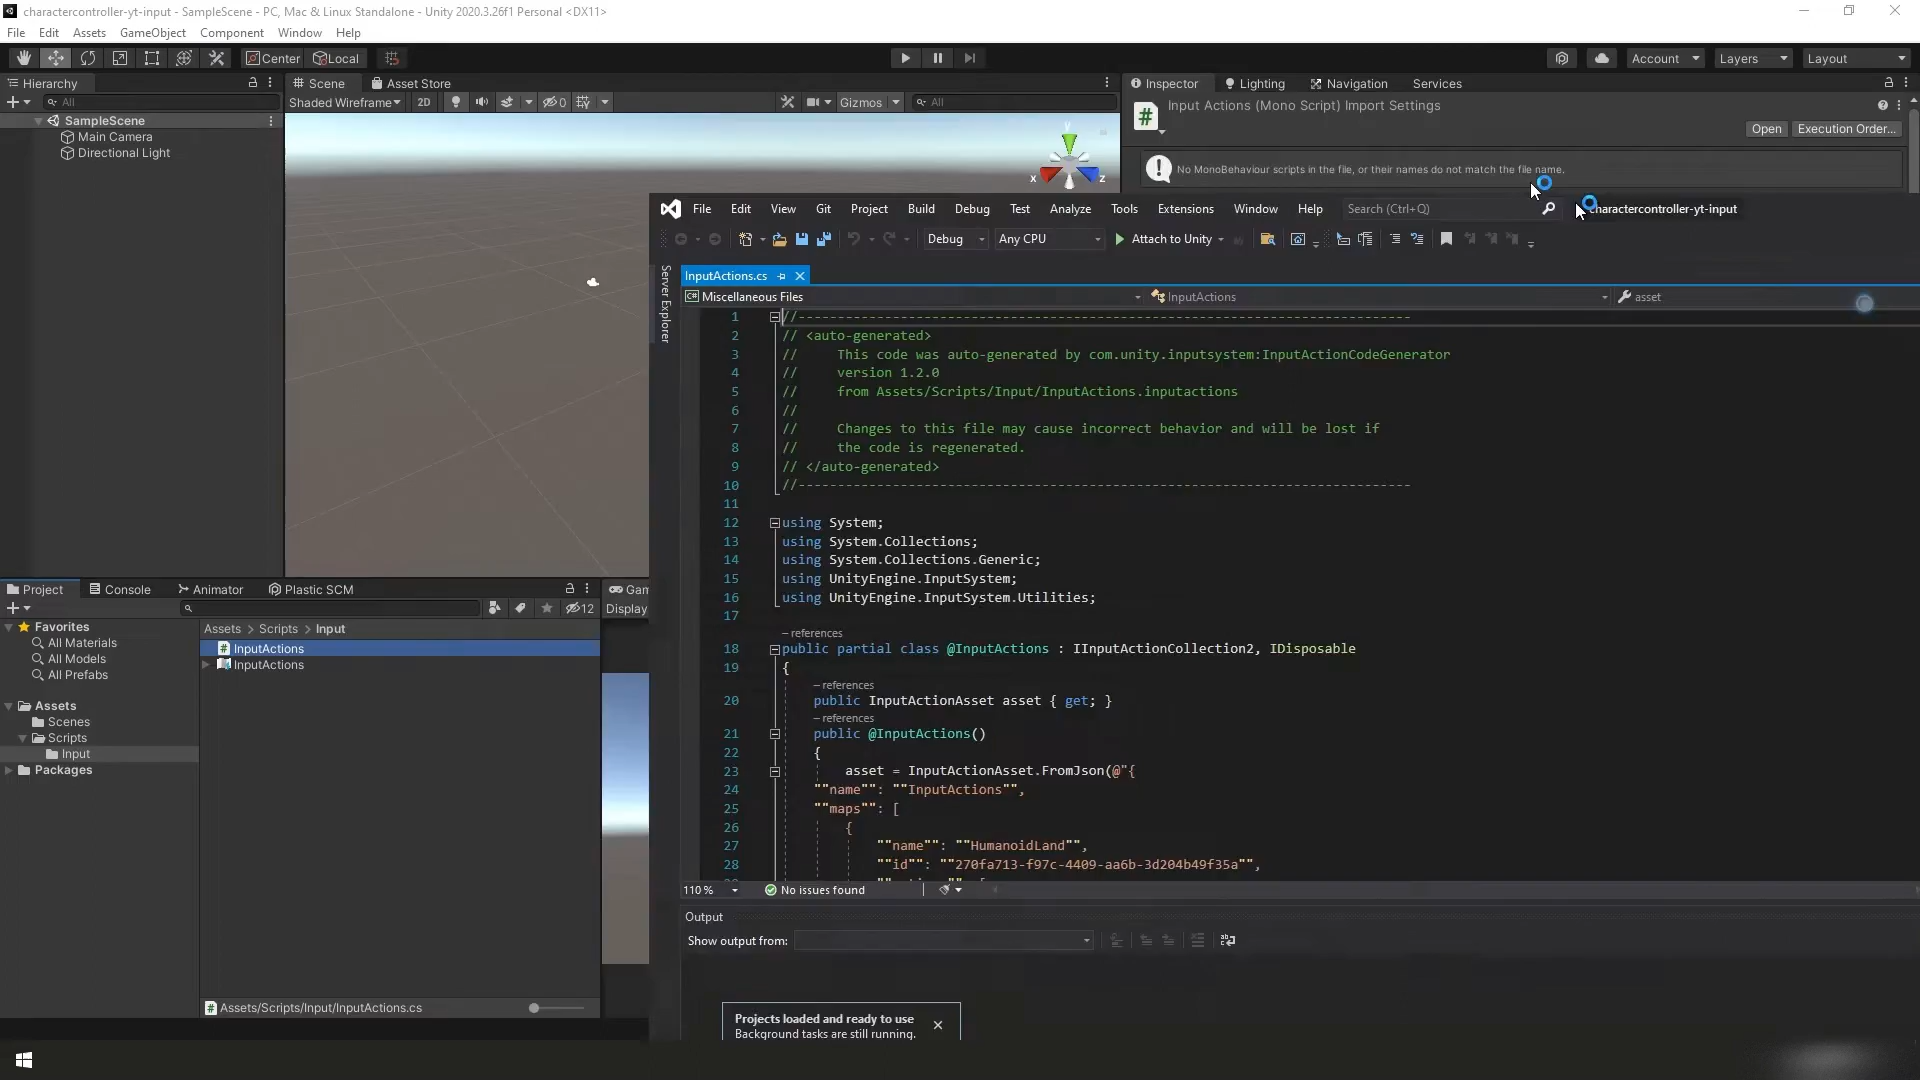 charactercontroller-yt-input - SampleScene - PC, Mac & Linux Standalone - Unity 2020.3.26f1 Personal <DX11>
File Edit Assets GameObject Component Window Help
Center Local Account Layers Layout
Hierarchy Scene Asset Store Inspector Lighting Navigation Services
All Shaded Wireframe 2D 0 Gizmos All
Input Actions (Mono Script) Import Settings
Open Execution Order...
SampleScene
Main Camera
Directional Light
y
x
z
No MonoBehaviour scripts in the file, or their names do not match the file name.
File Edit View Git Project Build Debug Test Analyze Tools Extensions Window Help Search (Ctrl+Q) charactercontroller-yt-input
Debug Any CPU Attach to Unity
Server Explorer
InputActions.cs
Miscellaneous Files InputActions asset
1 //------------------------------------------------------------------------------
2 // <auto-generated>
3 //     This code was auto-generated by com.unity.inputsystem:InputActionCodeGenerator
4 //     version 1.2.0
5 //     from Assets/Scripts/Input/InputActions.inputactions
6 //
7 //     Changes to this file may cause incorrect behavior and will be lost if
8 //     the code is regenerated.
9 // </auto-generated>
10 //------------------------------------------------------------------------------
11
12 using System;
13 using System.Collections;
14 using System.Collections.Generic;
15 using UnityEngine.InputSystem;
16 using UnityEngine.InputSystem.Utilities;
17
– references
18 public partial class @InputActions : IInputActionCollection2, IDisposable
19 {
– references
20 public InputActionAsset asset { get; }
– references
21 public @InputActions()
22 {
23 asset = InputActionAsset.FromJson(@"{
24 ""name"": ""InputActions"",
25 ""maps"": [
26 {
27 ""name"": ""HumanoidLand"",
28 ""id"": ""270fa713-f97c-4409-aa6b-3d204b49f35a"",
110 % No issues found
Output
Show output from:
Projects loaded and ready to use
Background tasks are still running.
Project Console Animator Plastic SCM Gam
12 Display
Favorites
All Materials
All Models
All Prefabs
Assets
Scenes
Scripts
Input
Packages
Assets > Scripts > Input
InputActions
InputActions
Assets/Scripts/Input/InputActions.cs